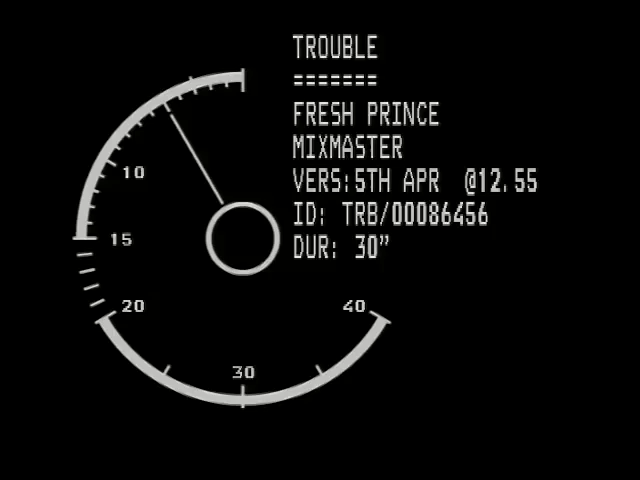 TROUBLE
=======
FRESH PRINCE
MIXMASTER
VERS:5TH APR @12.55
ID: TRB/00086456
DUR: 30”
10
15
20
40
30